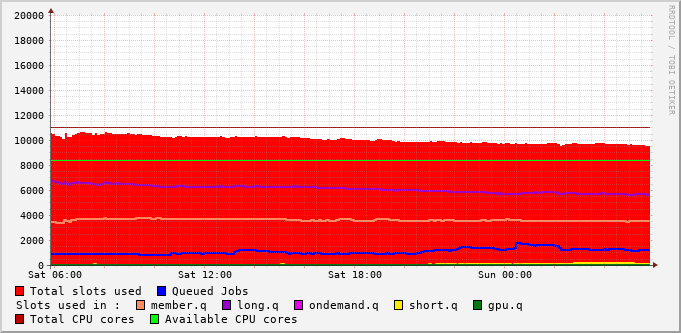 RRDTOOL / TOBI OETIKER
20000
18000
16000
14000
12000
10000
8000
6000
4000
2000
0
Sat 06:00 Sat 12:00 Sat 18:00 Sun 00:00
Total slots used Queued Jobs
Slots used in : member.q long.q ondemand.q short.q gpu.q
Total CPU cores Available CPU cores